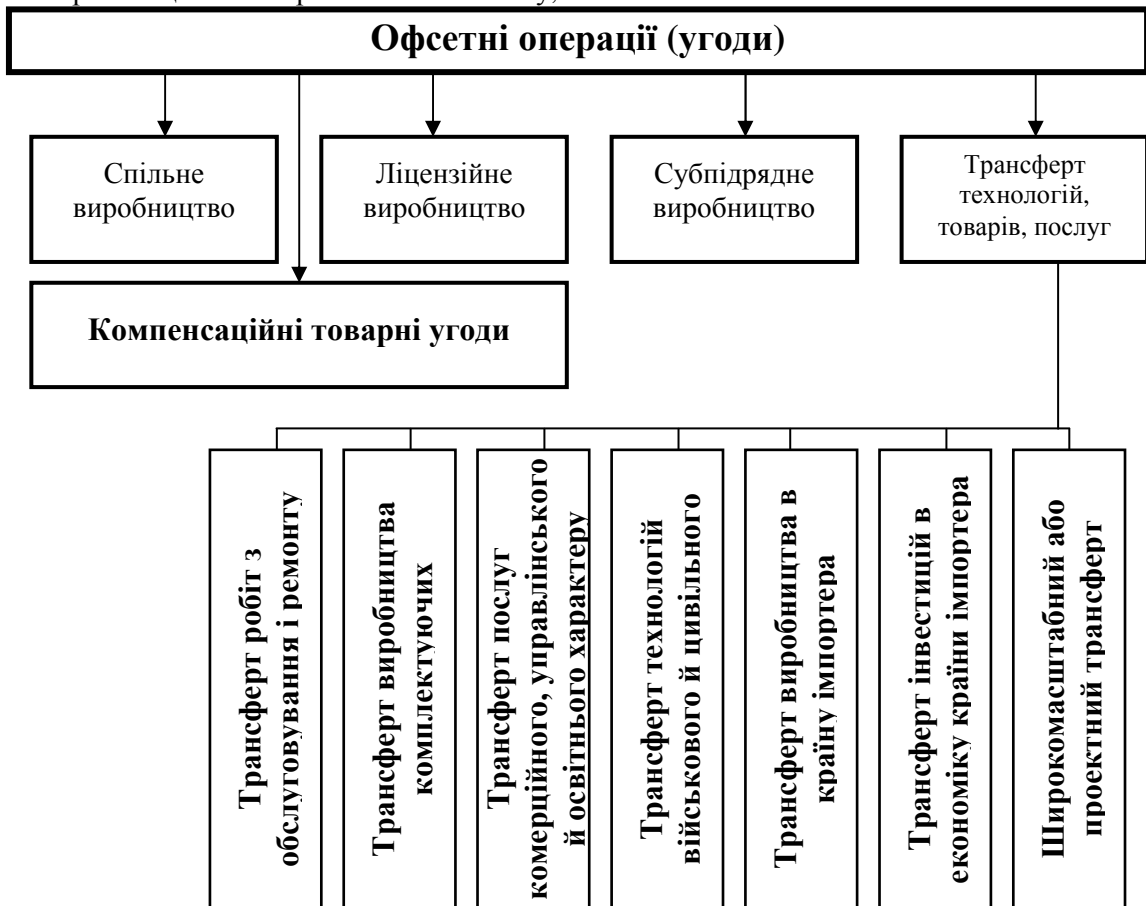 Офсетні операції (угоди)
Спільне
виробництво
Ліцензійне
виробництво
Субпідрядне
виробництво
Трансферт
технологій,
товарів, послуг
Компенсаційні товарні угоди
Трансферт робіт з
обслуговування і ремонту
Трансферт виробництва
комплектуючих
Трансферт послуг
комерційного, управлінського
й освітнього характеру
Трансферт технологій
військового й цивільного
Трансферт виробництва в
країну імпортера
Трансферт інвестицій в
економіку країни імпортера
Широкомасштабний або
проектний трансферт